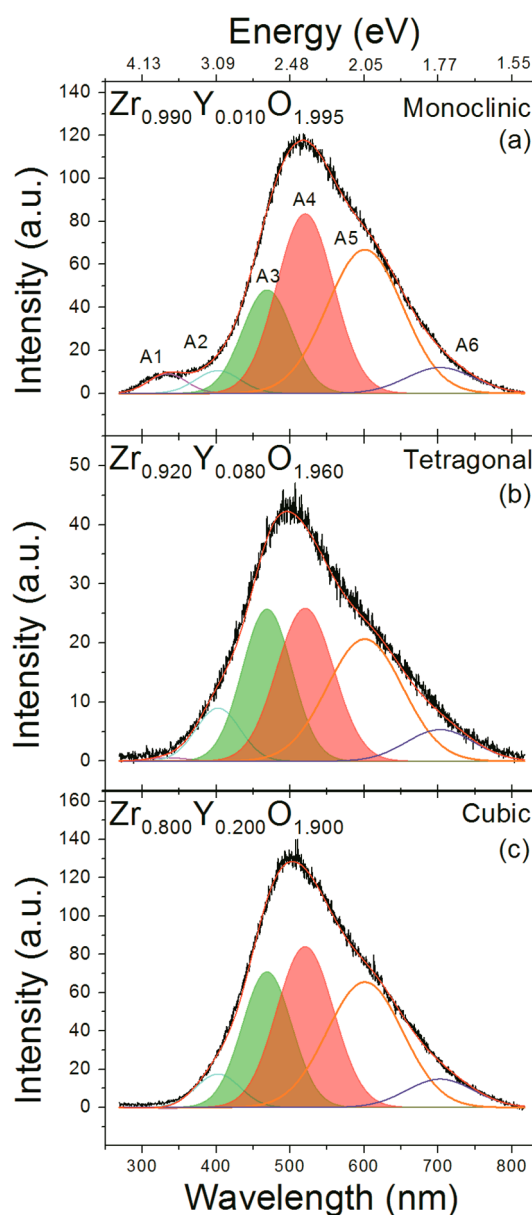 Energy (eV)
4.13 3.09 2.48 2.05 1.77 1.55
Zr0.990Y0.010O1.995 Monoclinic
(a)
140
120
100
80
60
40
20
0
Intensity (a.u.)
A1 A2 A3 A4 A5 A6
Zr0.920Y0.080O1.960 Tetragonal
(b)
50
40
30
20
10
0
Intensity (a.u.)
Zr0.800Y0.200O1.900 Cubic
(c)
160
140
120
100
80
60
40
20
0
Intensity (a.u.)
300 400 500 600 700 800
Wavelength (nm)